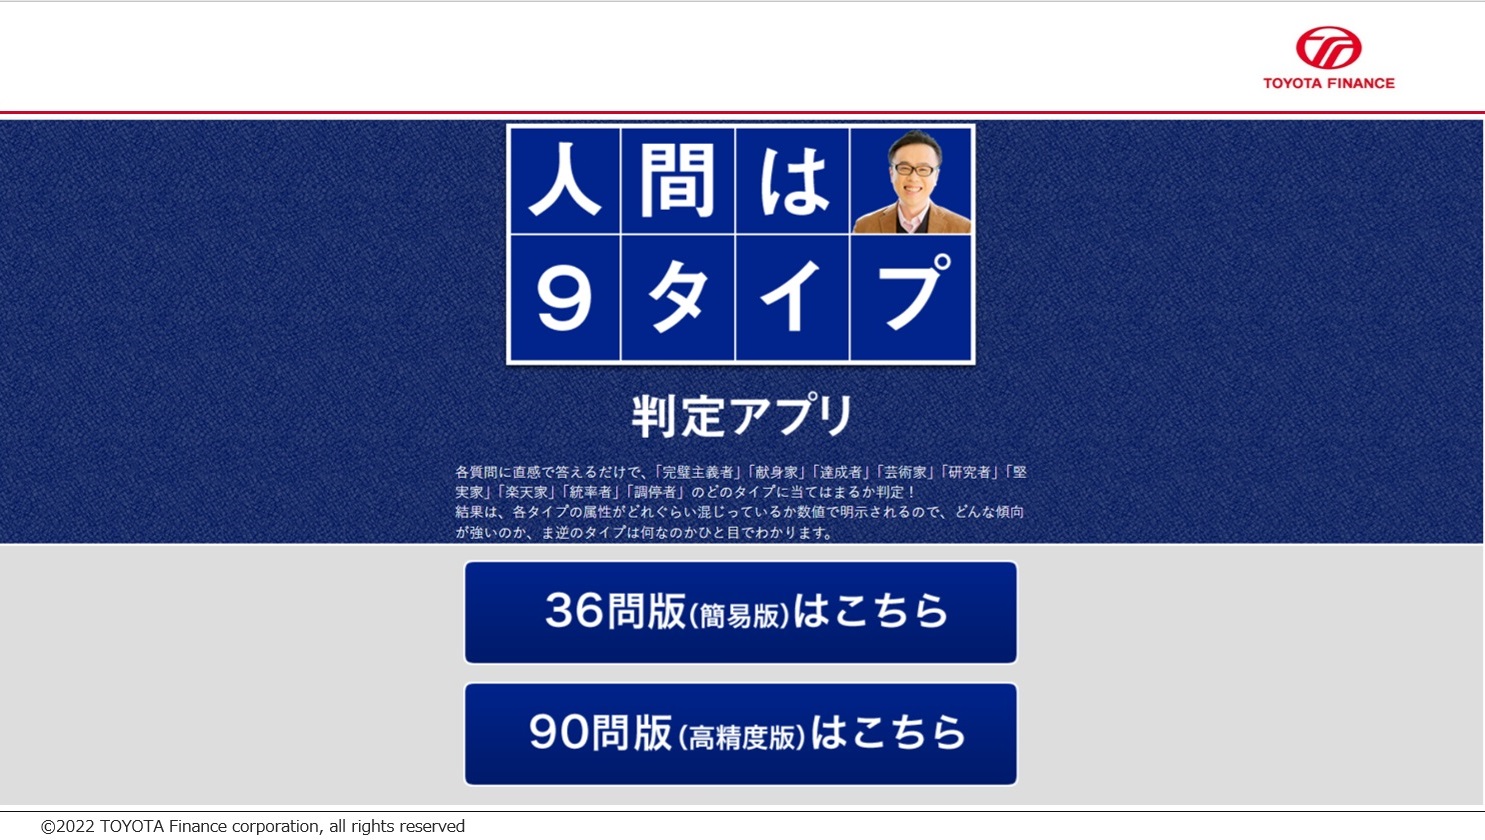 TOYOTA FINANCE
人間は
9タイプ
判定アプリ
各質問に直感で答えるだけで、「完璧主義者」「献身家」「達成者」「芸術家」「研究者」「堅
実家」「楽天家」「統率者」「調停者」のどのタイプに当てはまるか判定！
結果は、各タイプの属性がどれぐらい混じっているか数値で明示されるので、どんな傾向
が強いのか、ま逆のタイプは何なのかひと目でわかります。
36問版(簡易版)はこちら
90問版(高精度版)はこちら
©2022 TOYOTA Finance corporation, all rights reserved